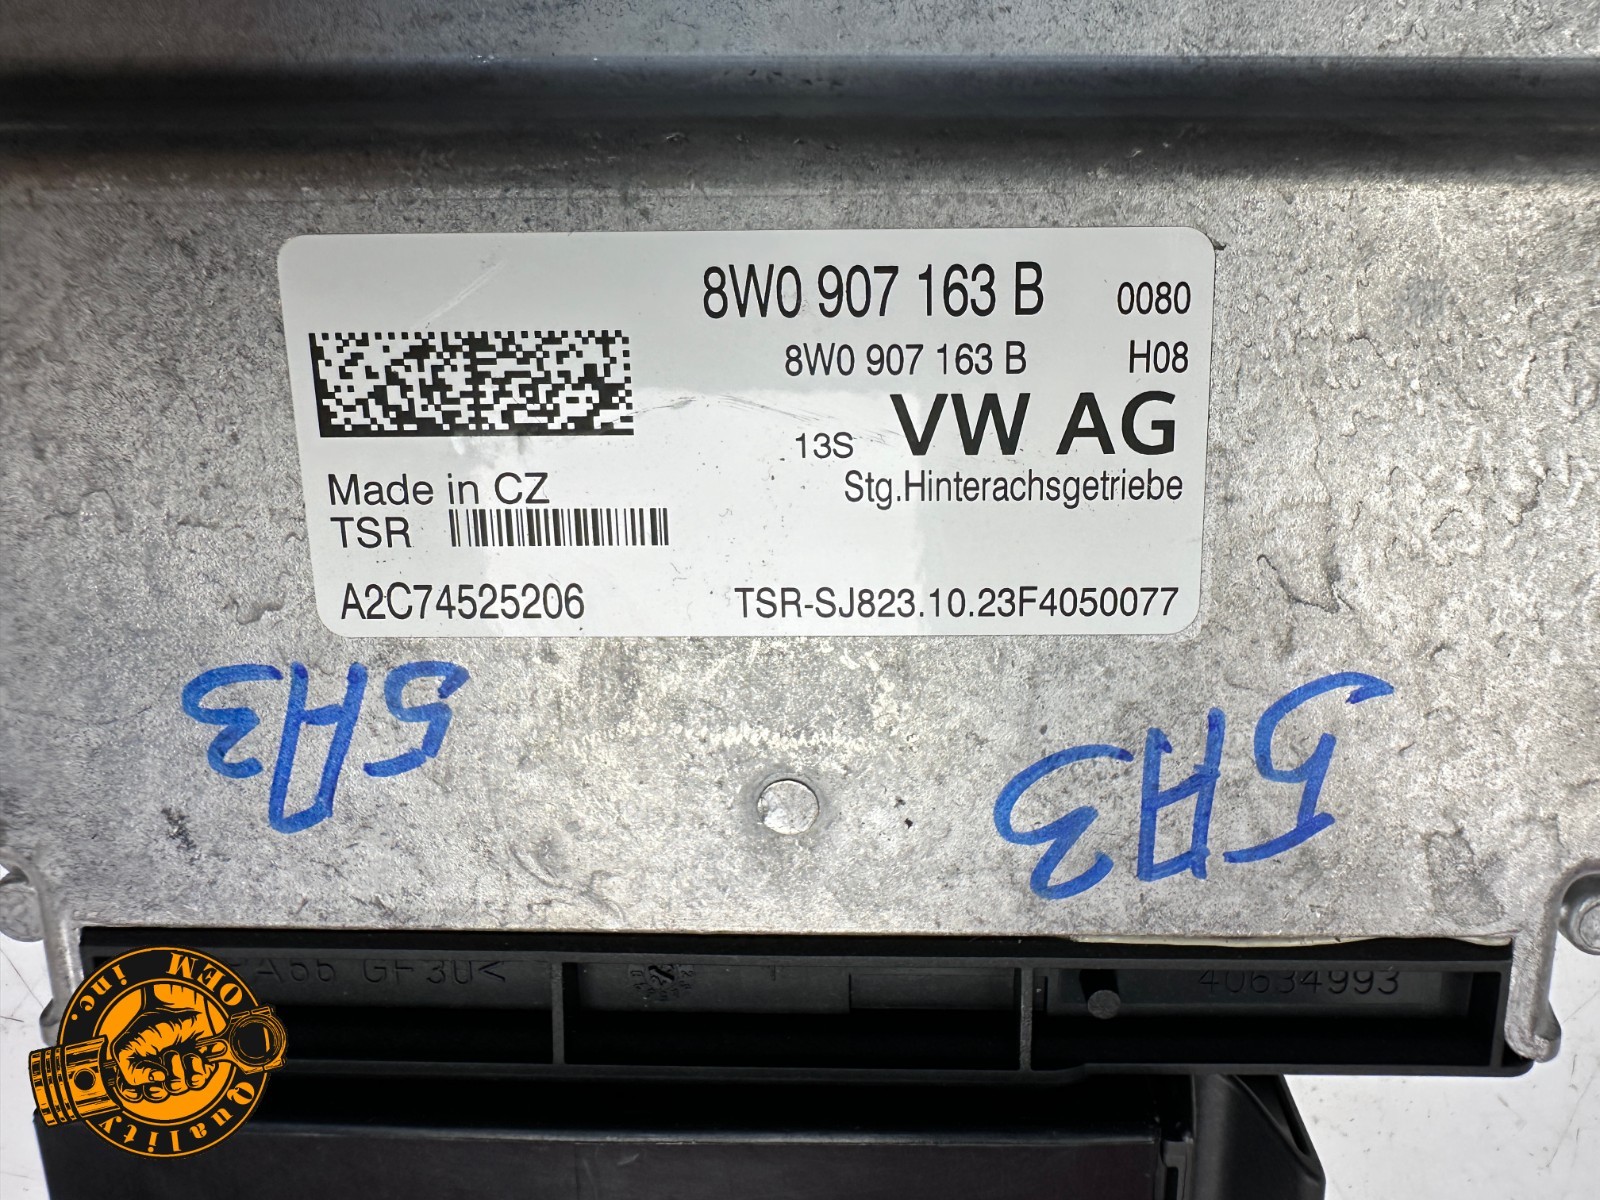 8W0 907 163 B 0080
8W0 907 163 B H08
13S VW AG
Stg.Hinterachsgetriebe
Made in CZ
TSR
A2C74525206 TSR-SJ823.10.23F4050077
5A3 5A3
GF30<
40634993
OEM
Quality
inc.